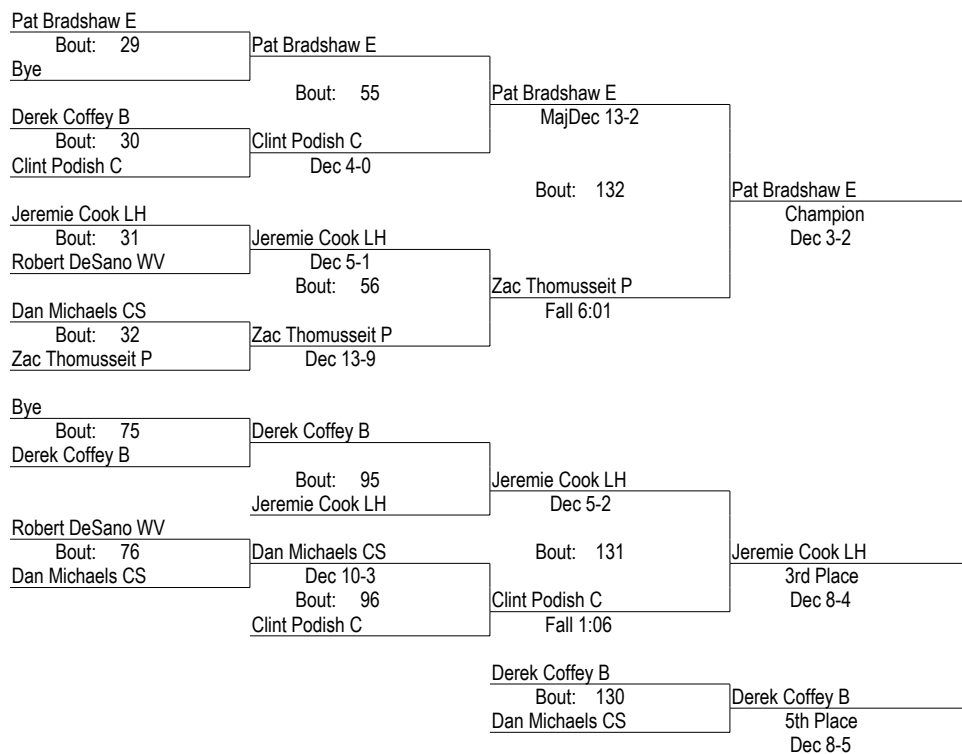 Pat Bradshaw E
Bout: 29
Pat Bradshaw E
Bye
Bout: 55
Pat Bradshaw E
Derek Coffey B
MajDec 13-2
Bout: 30
Clint Podish C
Clint Podish C
Dec 4-0
Bout: 132
Pat Bradshaw E
Jeremie Cook LH
Champion
Bout: 31
Jeremie Cook LH
Dec 3-2
Robert DeSano WV
Dec 5-1
Bout: 56
Zac Thomusseit P
Dan Michaels CS
Fall 6:01
Bout: 32
Zac Thomusseit P
Zac Thomusseit P
Dec 13-9
Bye
Bout: 75
Derek Coffey B
Derek Coffey B
Bout: 95
Jeremie Cook LH
Jeremie Cook LH
Dec 5-2
Robert DeSano WV
Bout: 76
Dan Michaels CS
Bout: 131
Jeremie Cook LH
Dan Michaels CS
Dec 10-3
3rd Place
Bout: 96
Clint Podish C
Dec 8-4
Clint Podish C
Fall 1:06
Derek Coffey B
Bout: 130
Derek Coffey B
Dan Michaels CS
5th Place
Dec 8-5